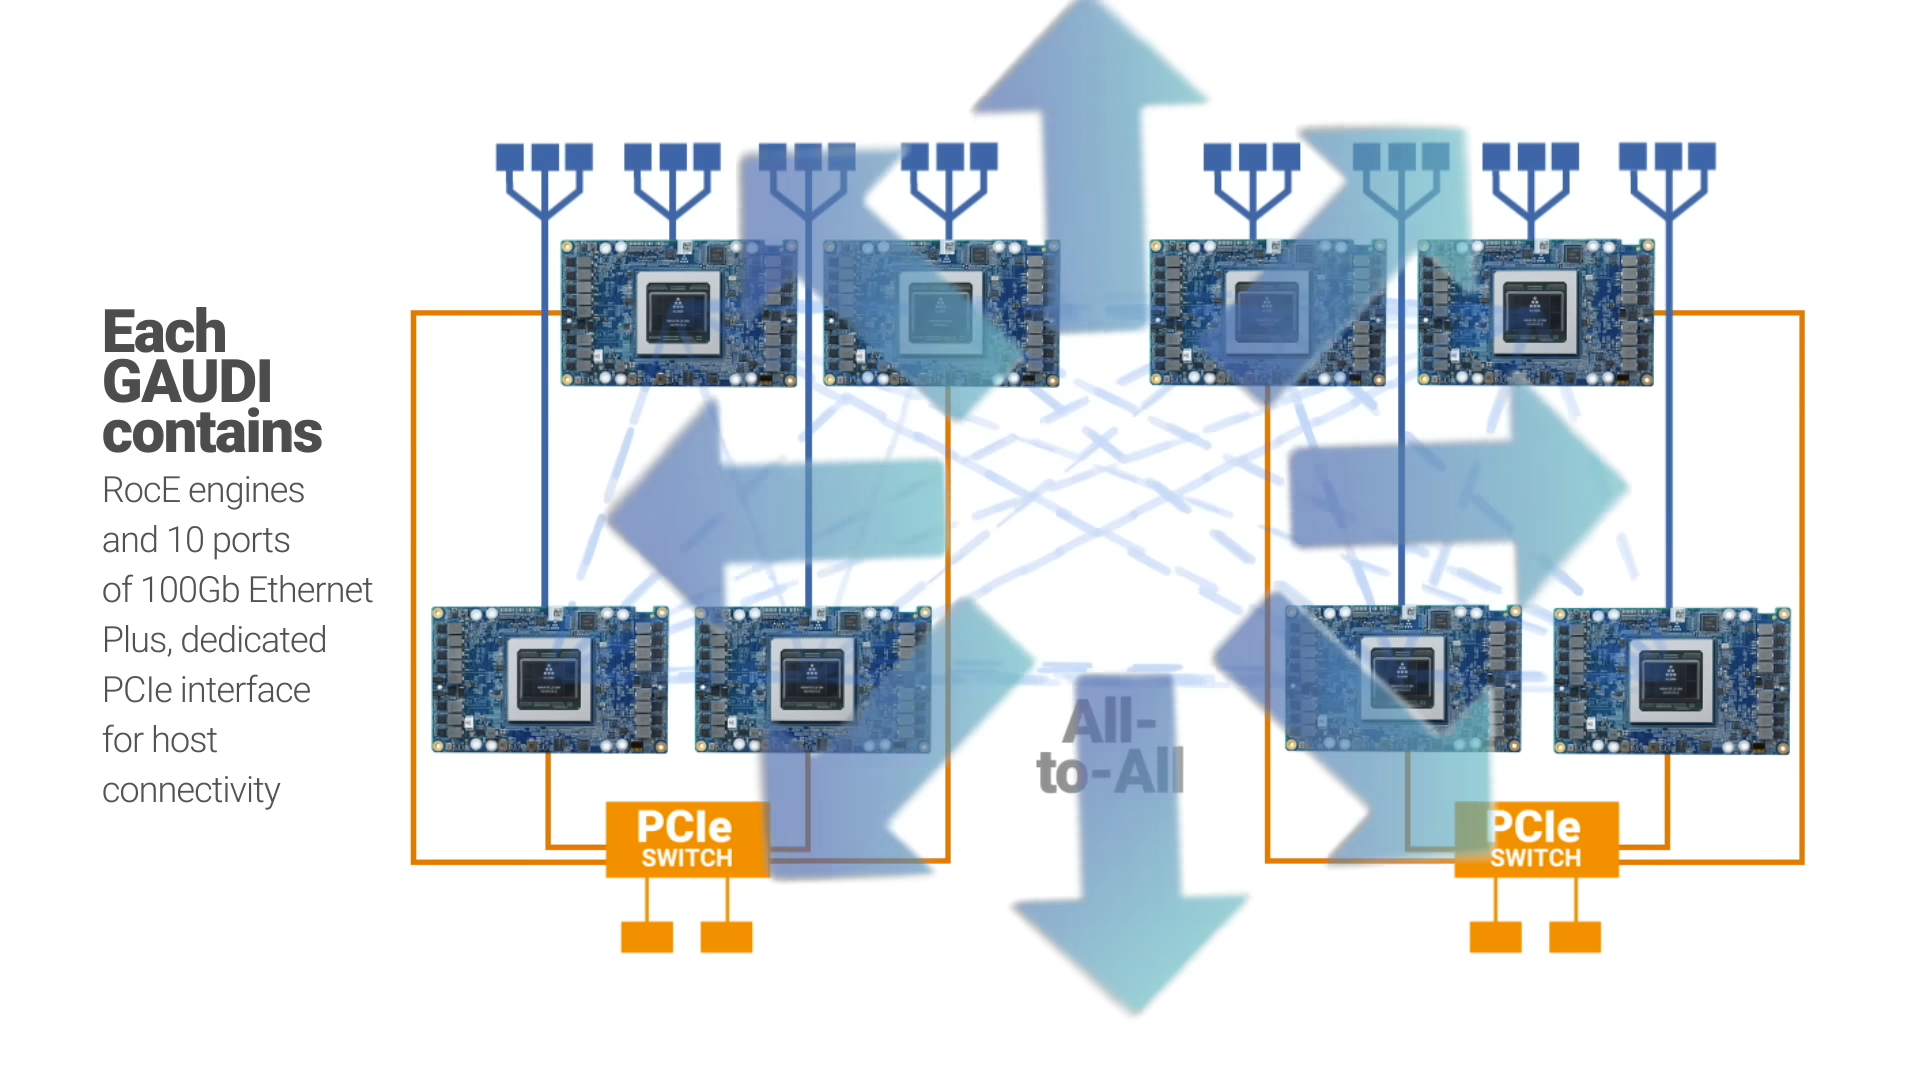 Each
GAUDI
contains
RocE engines
and 10 ports
of 100Gb Ethernet
Plus, dedicated
PCIe interface
for host
connectivity
All-
to-All
PCIe
SWITCH
PCIe
SWITCH